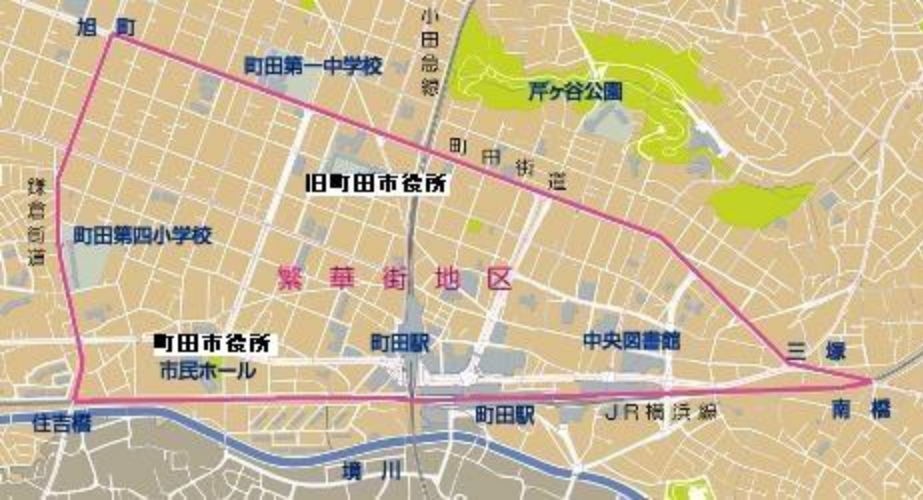 旭町
小田急線
町田第一中学校
芹ヶ谷公園
町田街道
旧町田市役所
鎌倉街道
町田第四小学校
繁華街地区
町田市役所
市民ホール
町田駅
中央図書館
三塚
住吉橋
町田駅
JR横浜線
南橋
境川